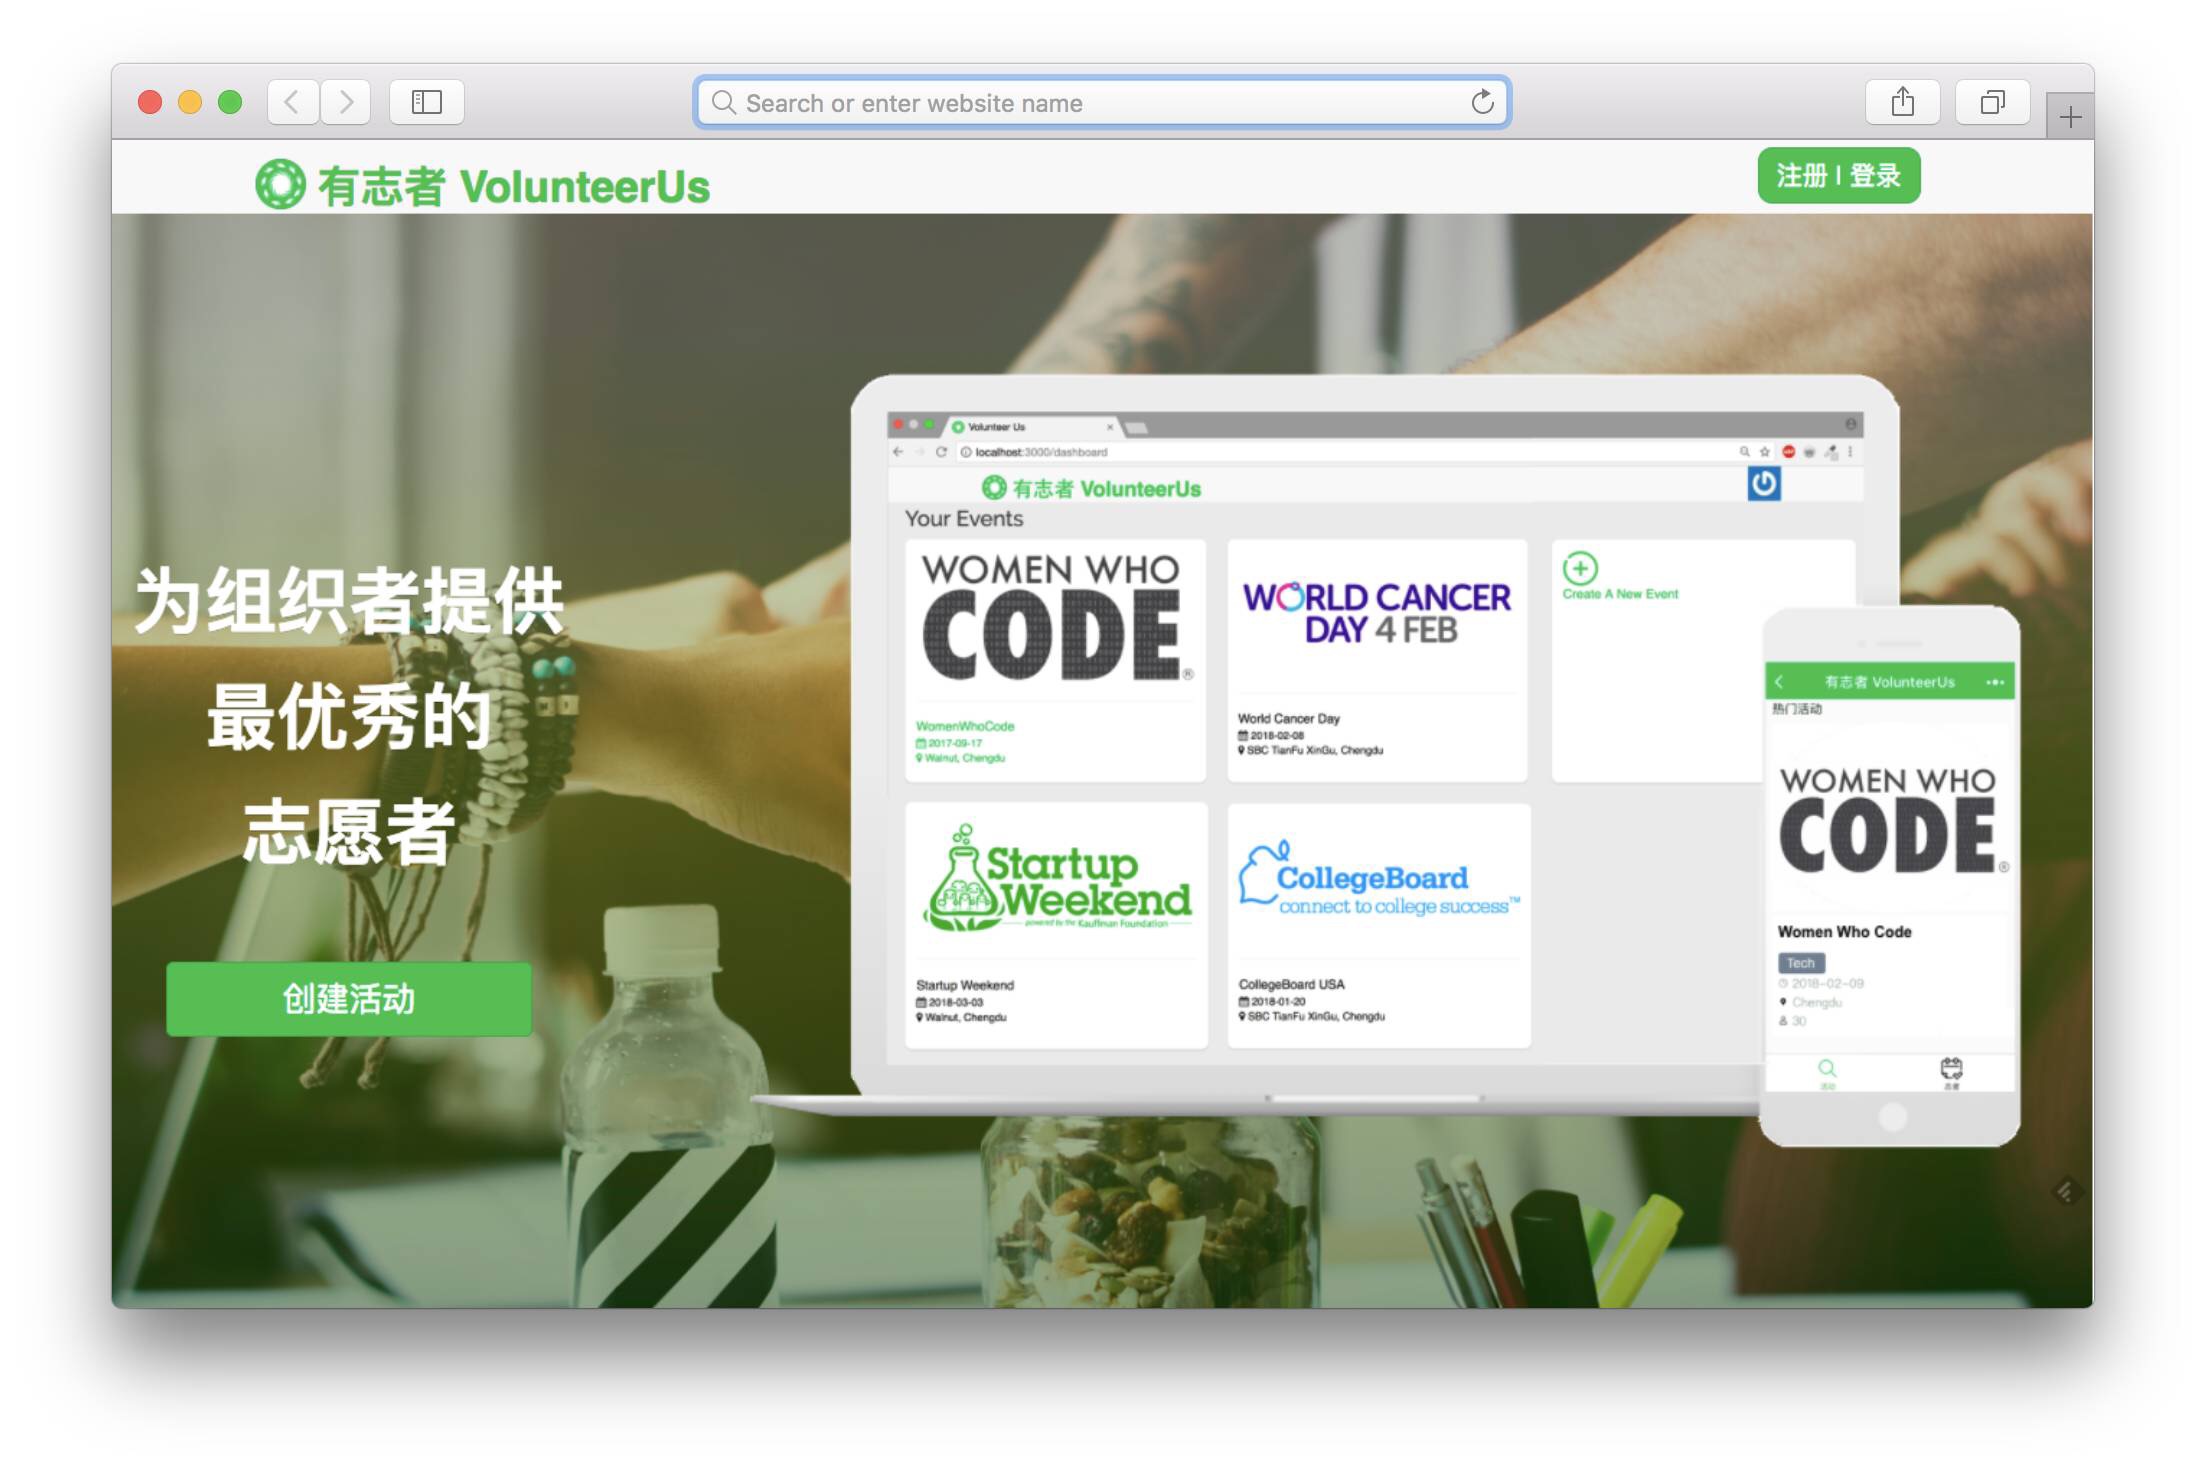 Search or enter website name
有志者 VolunteerUs
注册 | 登录
为组织者提供
最优秀的
志愿者
创建活动
Volunteer Us
localhost:3000/dashboard
有志者 VolunteerUs
Your Events
WOMEN WHO
CODE®
WomenWhoCode
2017-09-17
Walnut, Chengdu
WORLD CANCER
DAY 4 FEB
World Cancer Day
2018-02-08
SBC TianFu XinGu, Chengdu
Create A New Event
Startup
Weekend
powered by the Kauffman Foundation
Startup Weekend
2018-03-03
Walnut, Chengdu
CollegeBoard
connect to college success™
CollegeBoard USA
2018-01-20
SBC TianFu XinGu, Chengdu
有志者 VolunteerUs
热门活动
WOMEN WHO
CODE®
Women Who Code
Tech
2018-02-09
Chengdu
30
活动